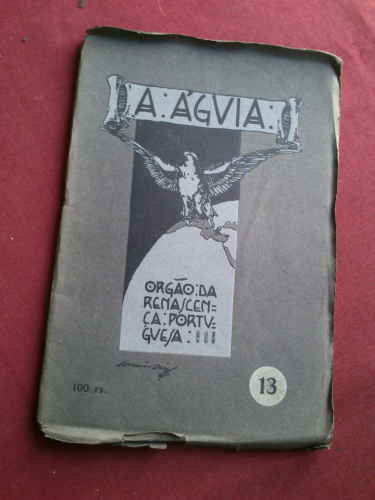 A : ÁGVIA :
ORGÃO : DA
RENASCEN=
ÇA : PORTV=
GVESA :
100 rs.
13